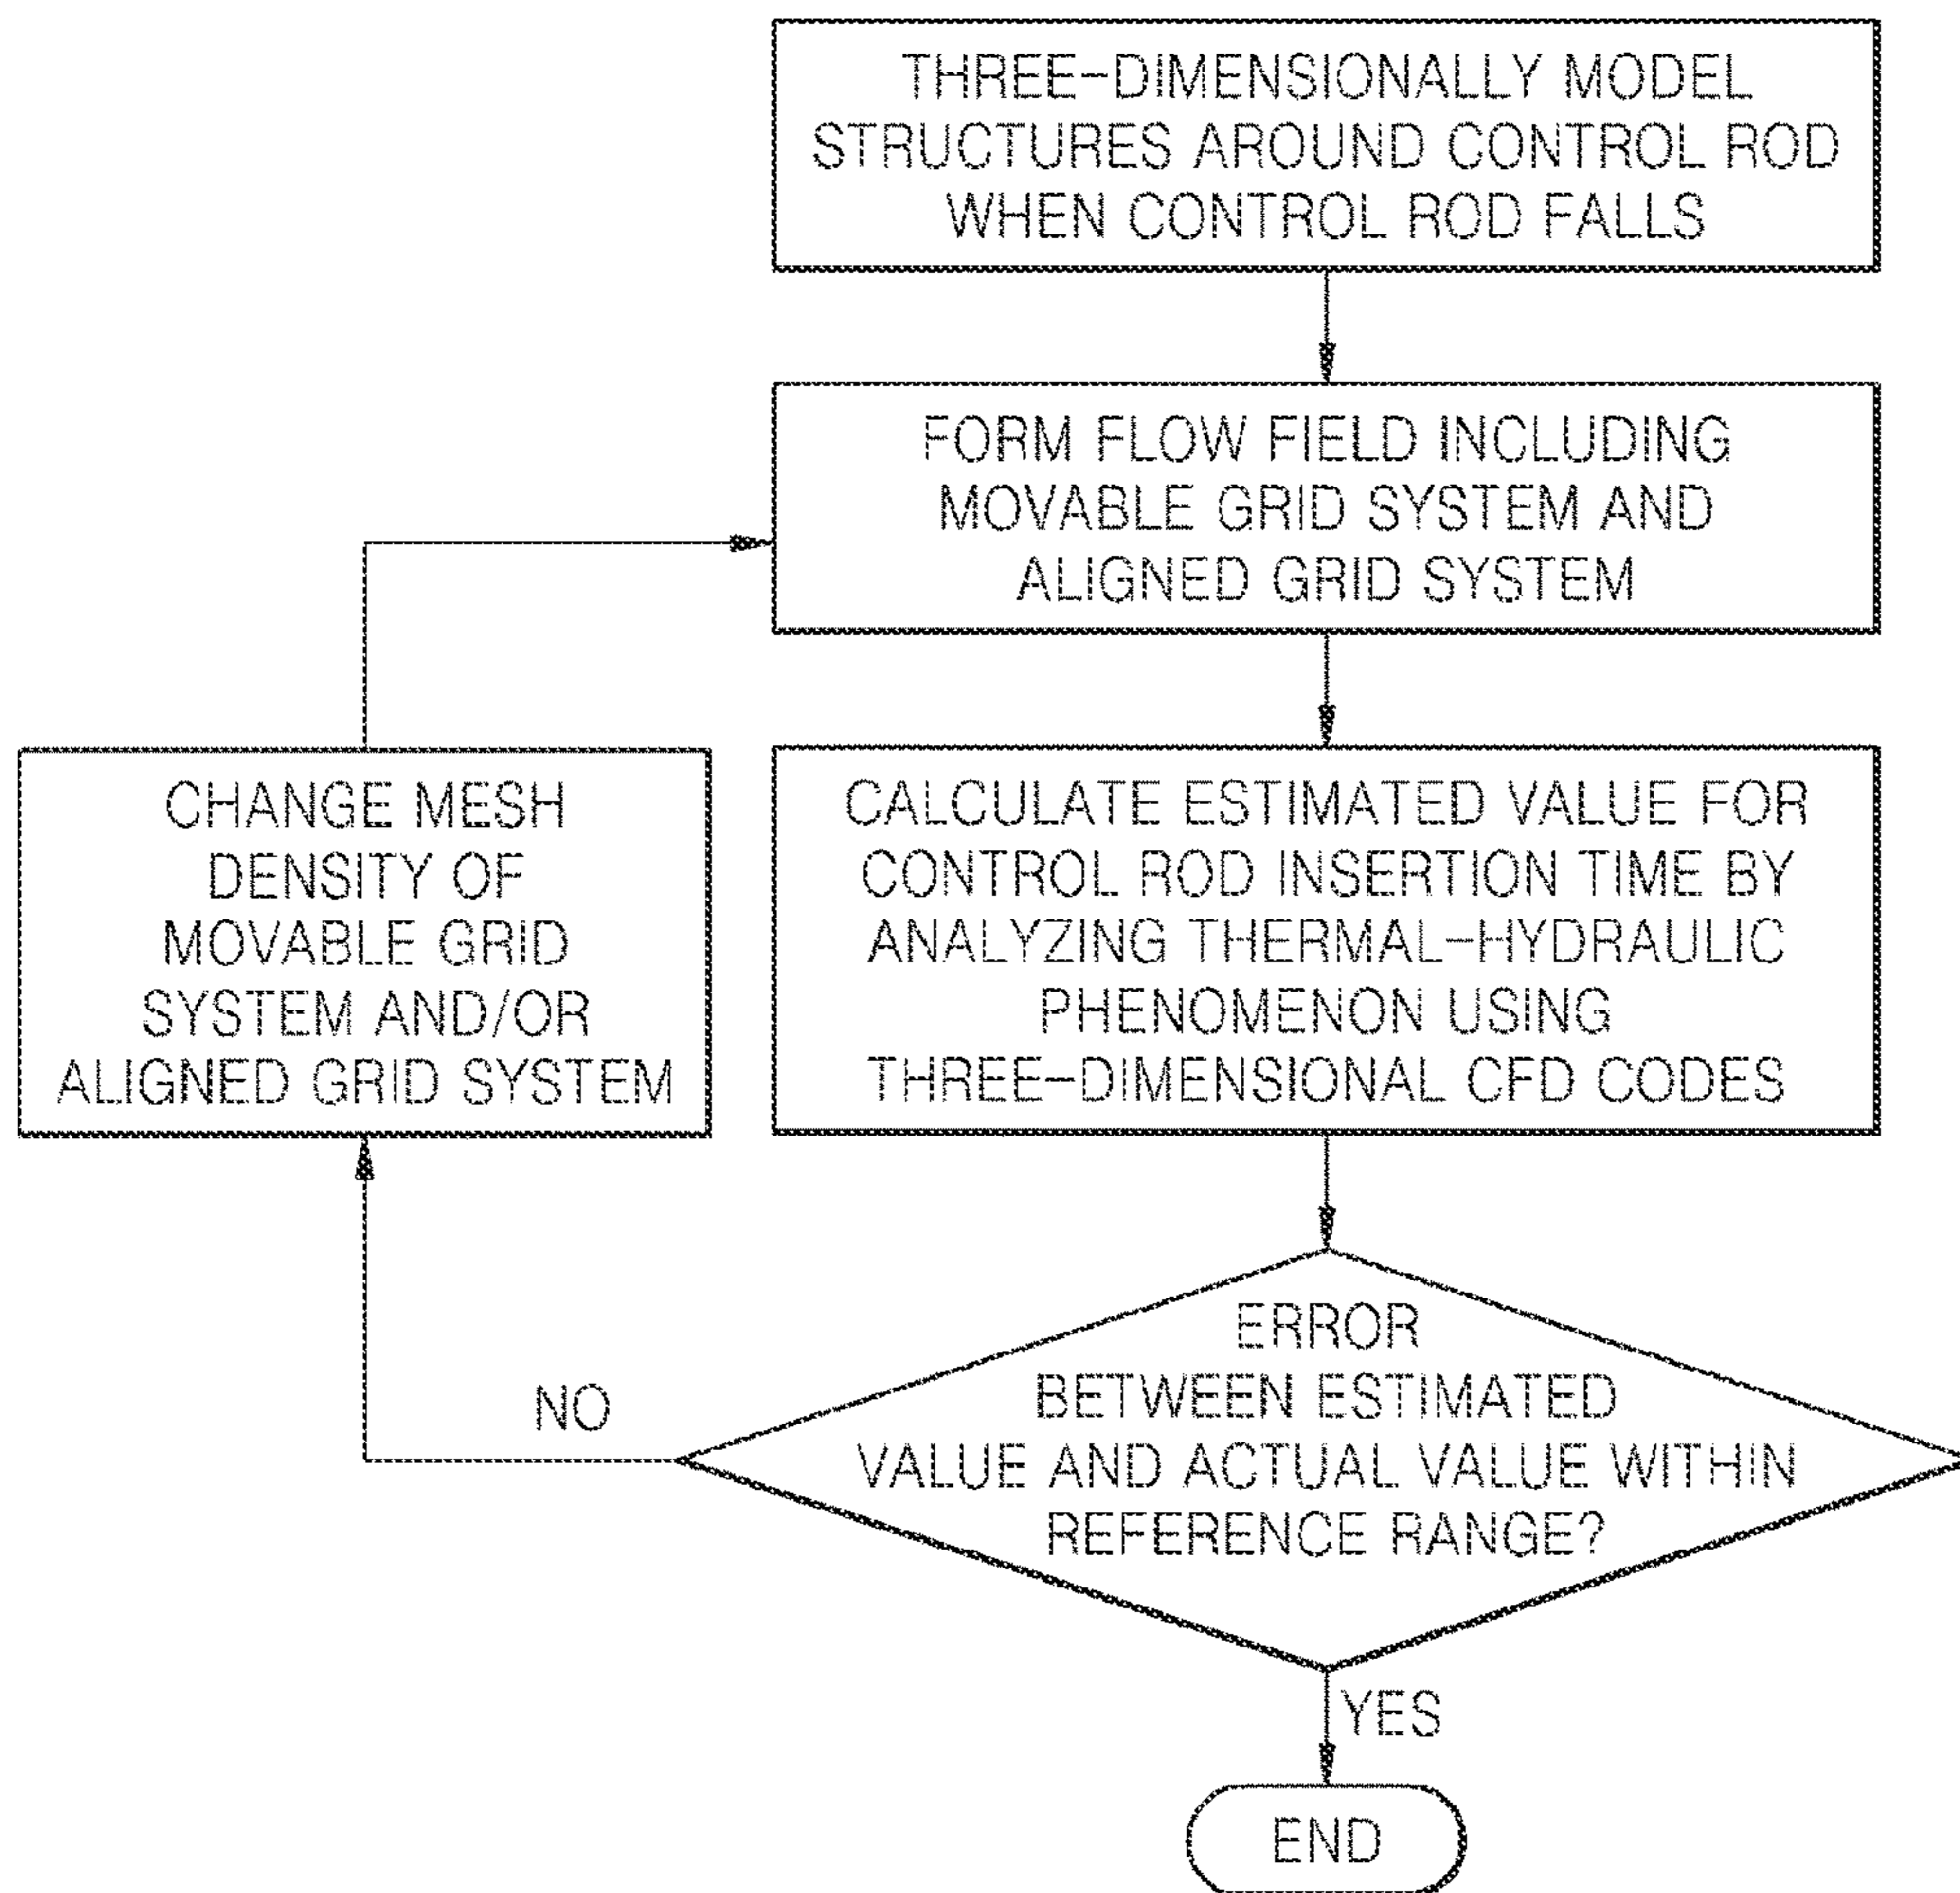 THREE-DIMENSIONALLY MODEL
STRUCTURES AROUND CONTROL ROD
WHEN CONTROL ROD FALLS
FORM FLOW FIELD INCLUDING
MOVABLE GRID SYSTEM AND
ALIGNED GRID SYSTEM
CHANGE MESH
DENSITY OF
MOVABLE GRID
SYSTEM AND/OR
ALIGNED GRID SYSTEM
CALCULATE ESTIMATED VALUE FOR
CONTROL ROD INSERTION TIME BY
ANALYZING THERMAL-HYDRAULIC
PHENOMENON USING
THREE-DIMENSIONAL CFD CODES
ERROR
BETWEEN ESTIMATED
VALUE AND ACTUAL VALUE WITHIN
REFERENCE RANGE?
NO
YES
END